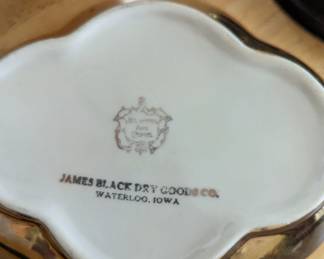 JAMES BLACK DRY GOODS CO.
WATERLOO, IOWA